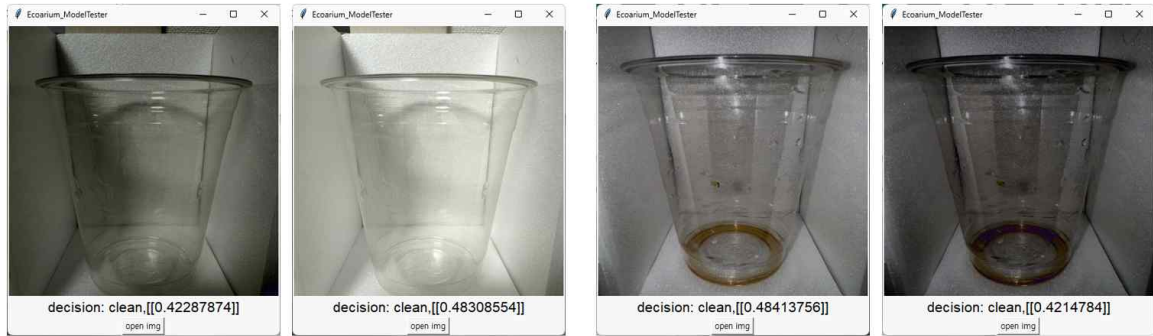 Ecoarium_ModelTester
decision: clean,[[0.42287874]]
open img
Ecoarium_ModelTester
decision: clean,[[0.48308554]]
open img
Ecoarium_ModelTester
decision: clean,[[0.48413756]]
open img
Ecoarium_ModelTester
decision: clean,[[0.4214784]]
open img